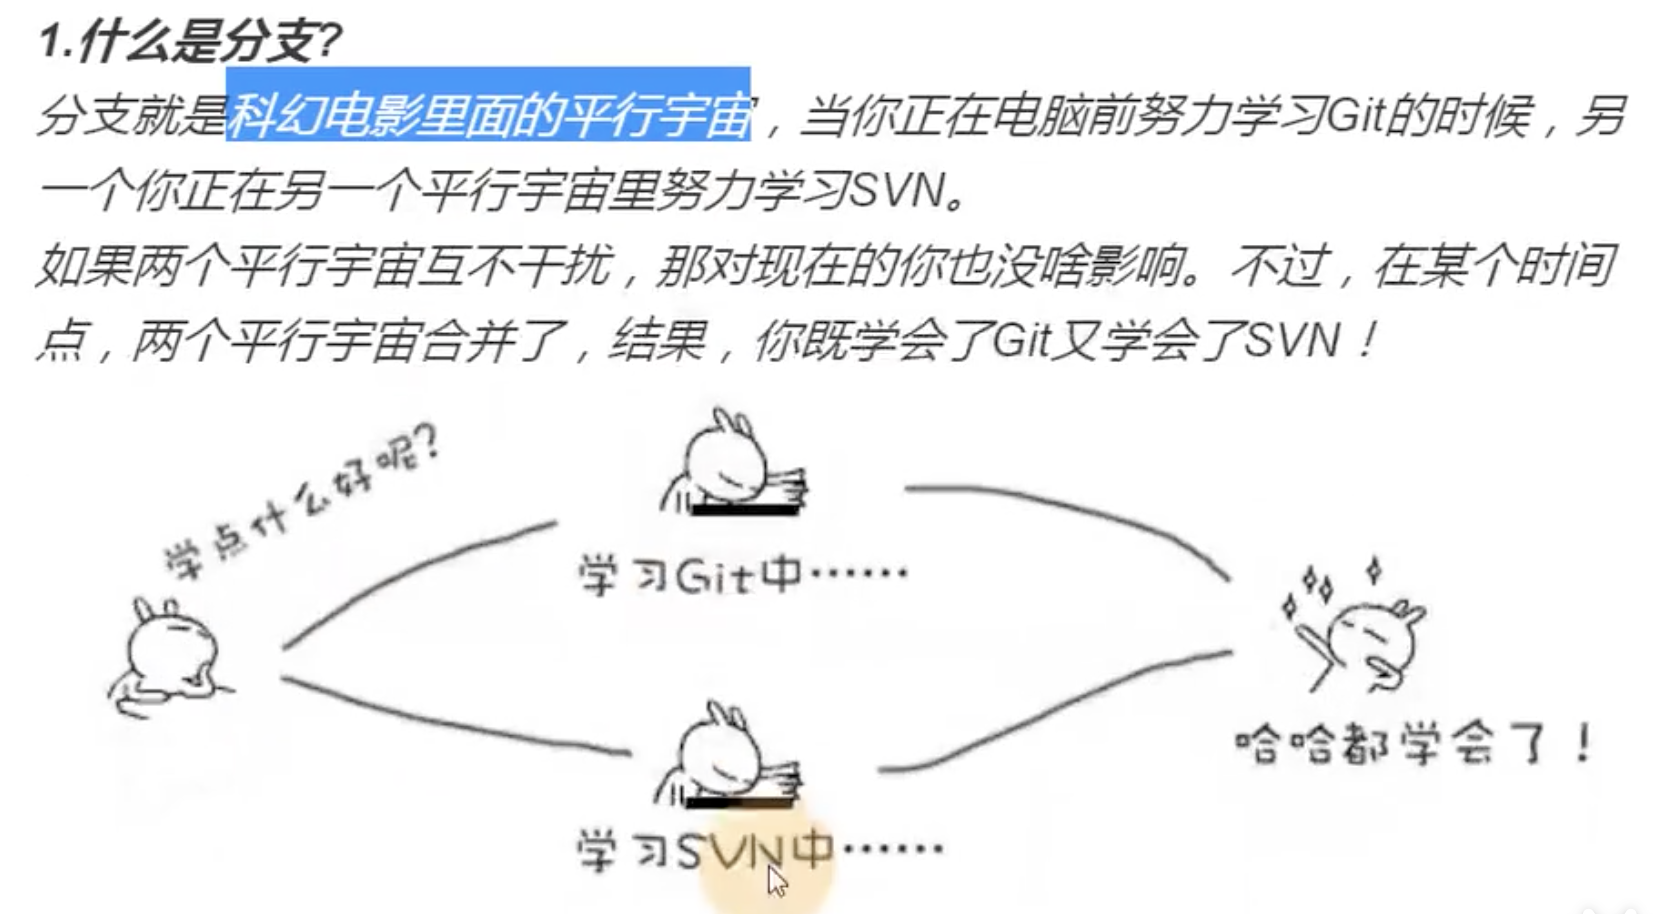 1.什么是分支?
分支就是科幻电影里面的平行宇宙，当你正在电脑前努力学习Git的时候，另
一个你正在另一个平行宇宙里努力学习SVN。
如果两个平行宇宙互不干扰，那对现在的你也没啥影响。不过，在某个时间
点，两个平行宇宙合并了，结果，你既学会了Git又学会了SVN！
学点什么好呢?
学习Git中……
学习SVN中……
哈哈都学会了！